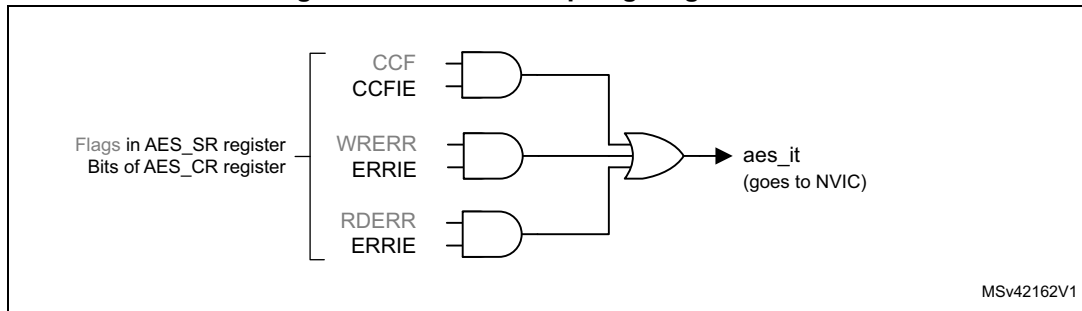 CCF
CCFIE
Flags in AES_SR register
Bits of AES_CR register
WRERR
ERRIE
aes_it
(goes to NVIC)
RDERR
ERRIE
MSv42162V1